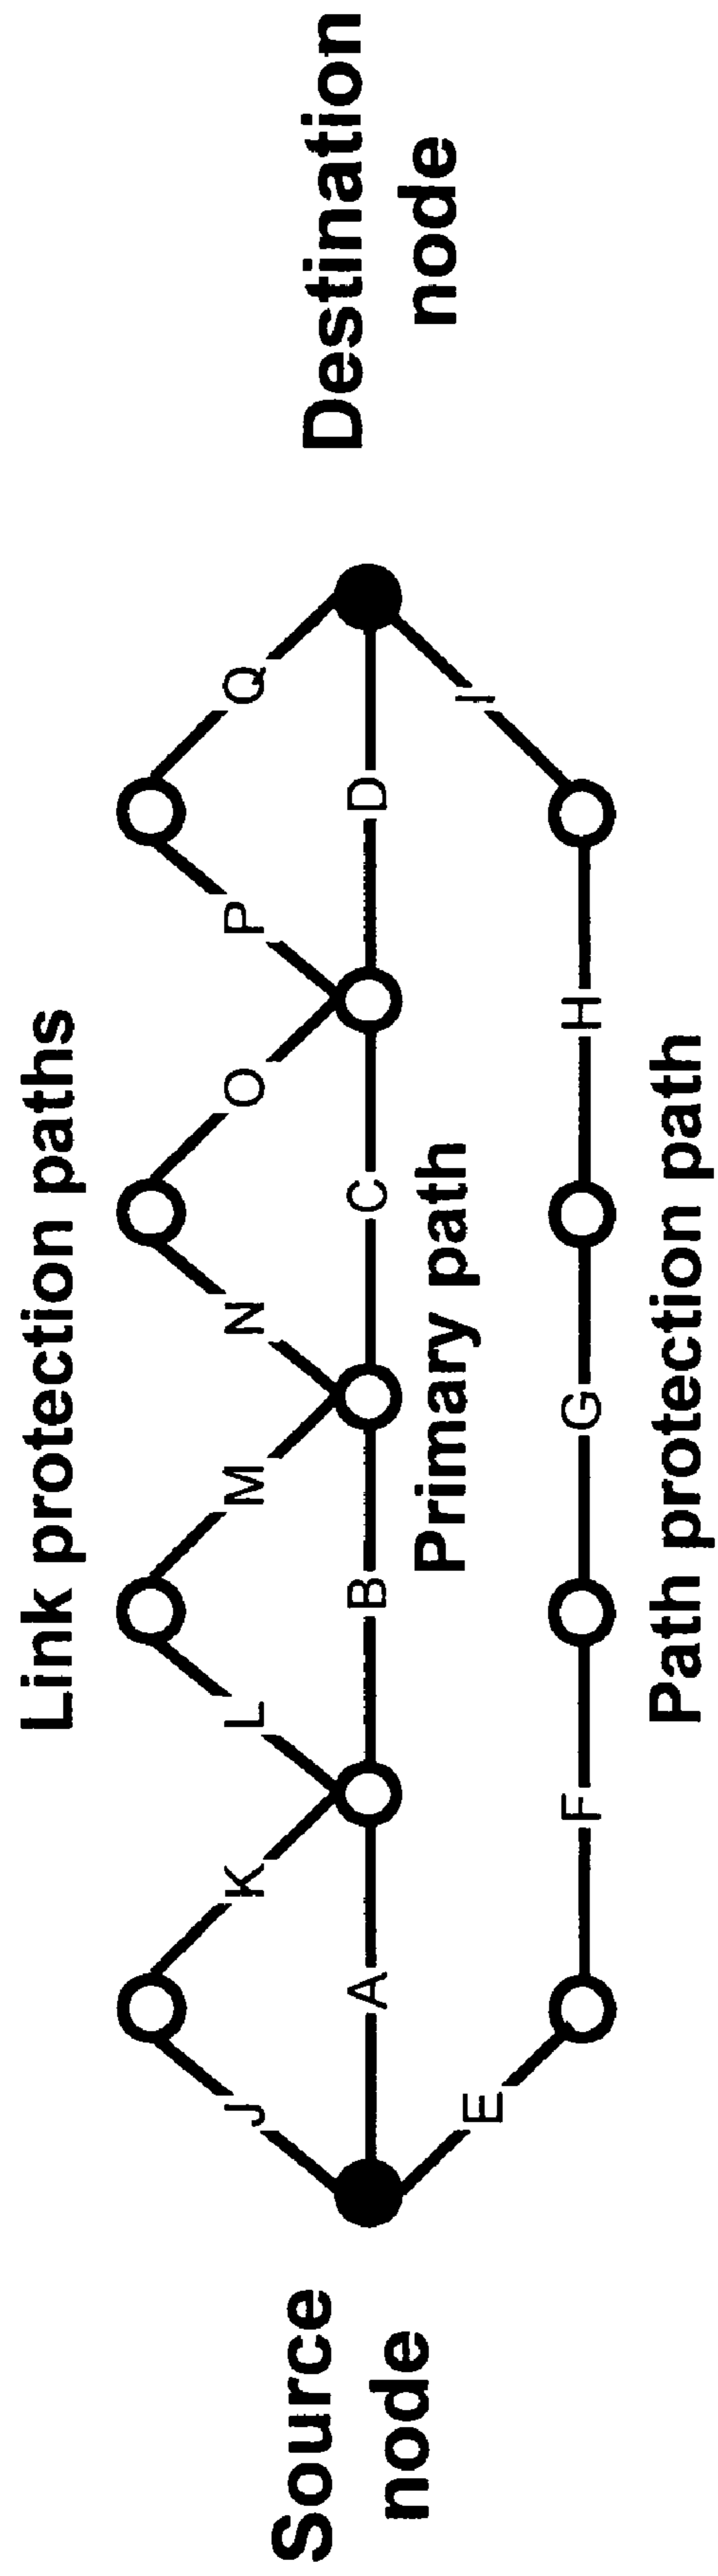 Link protection paths
J
K
L
M
N
O
P
Q
Source
node
A
B
C
D
Destination
node
Primary path
E
I
F
G
H
Path protection path